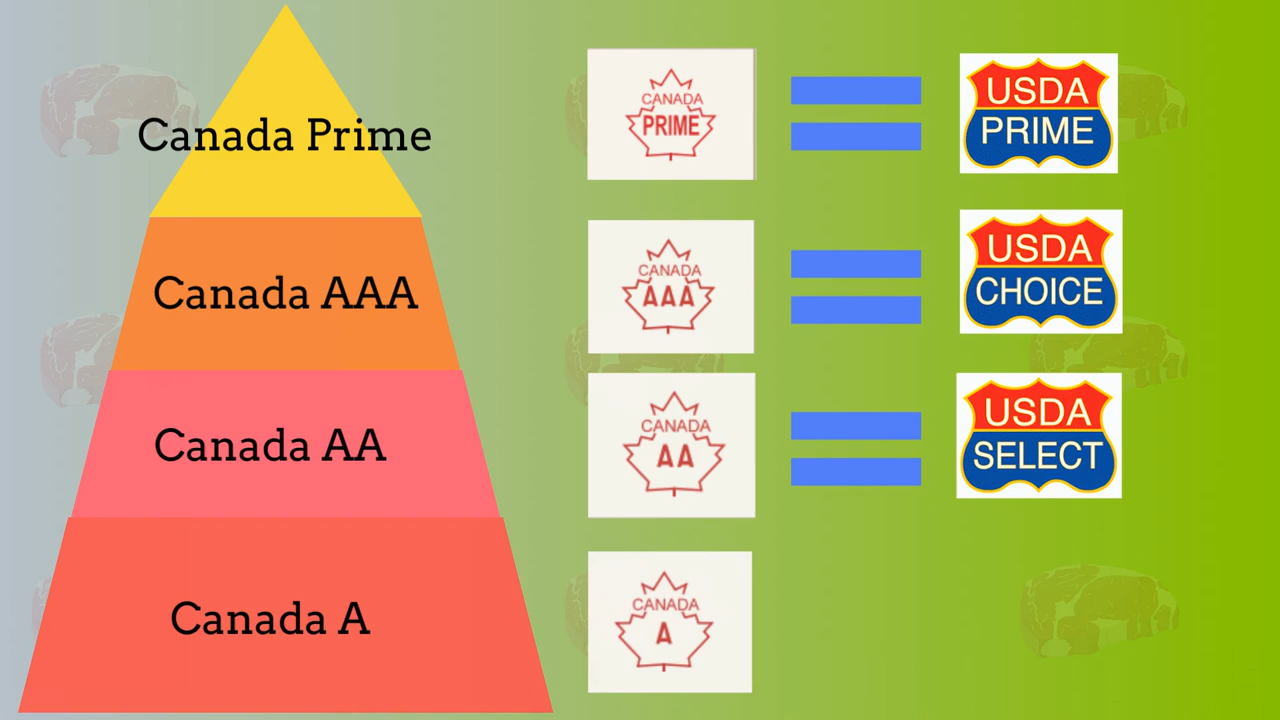 Canada Prime
CANADA
PRIME
USDA
PRIME
Canada AAA
CANADA
AAA
USDA
CHOICE
Canada AA
CANADA
AA
USDA
SELECT
Canada A
CANADA
A